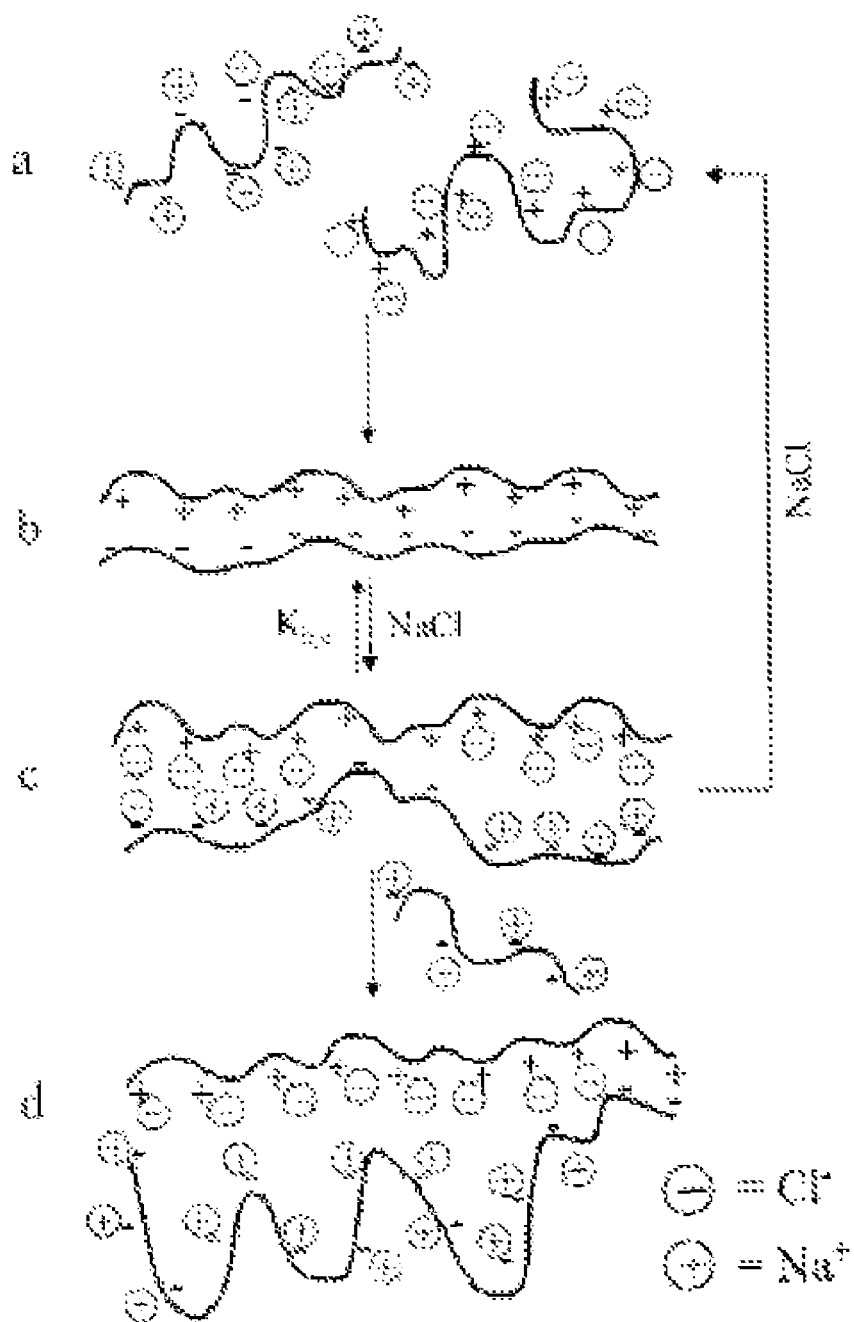 a
NaCl
b
NaCl
c
d
⊖ = Cl⁻
⊕ = Na⁺